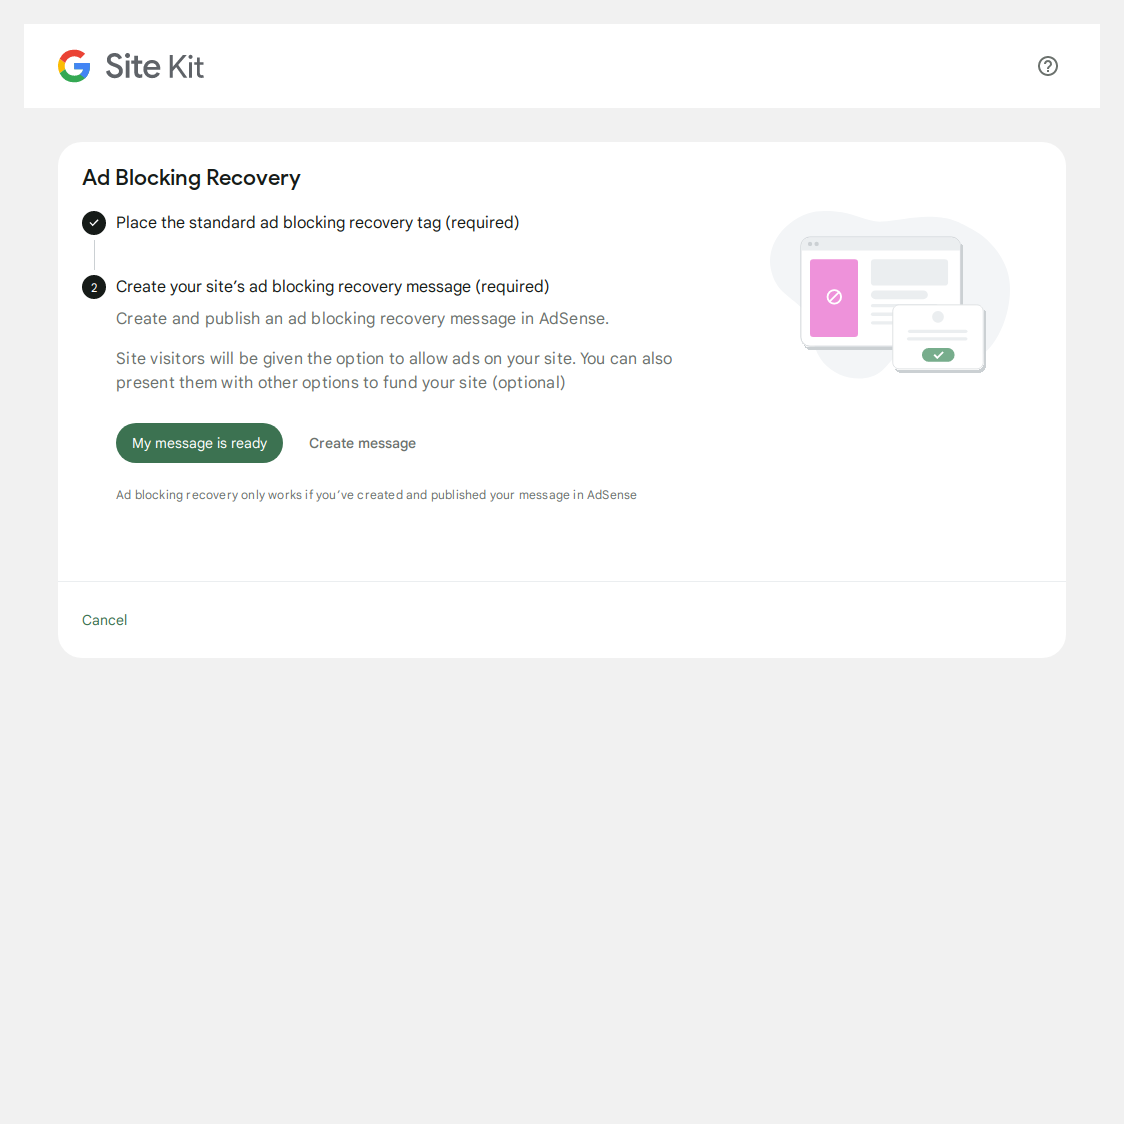 Site Kit
Ad Blocking Recovery
Place the standard ad blocking recovery tag (required)
2
Create your site’s ad blocking recovery message (required)
Create and publish an ad blocking recovery message in AdSense.
Site visitors will be given the option to allow ads on your site. You can also
present them with other options to fund your site (optional)
My message is ready
Create message
Ad blocking recovery only works if you’ve created and published your message in AdSense
Cancel